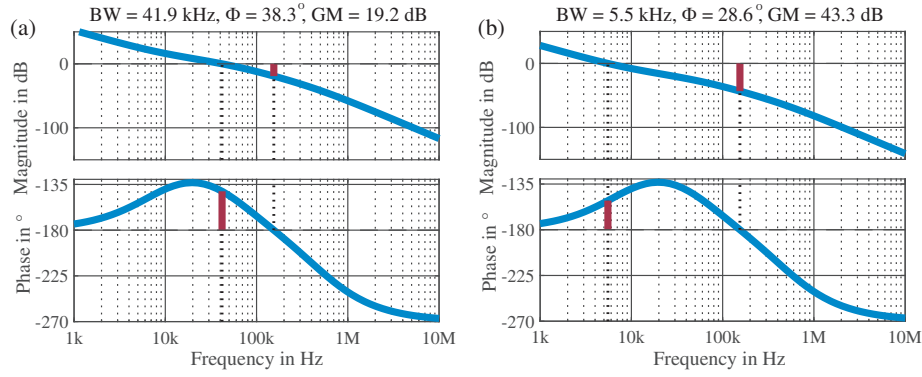 (a) BW = 41.9 kHz, Φ = 38.3°, GM = 19.2 dB
Magnitude in dB
0
-100
Phase in °
-135
-180
-225
-270
1k 10k 100k 1M 10M
Frequency in Hz
(b) BW = 5.5 kHz, Φ = 28.6°, GM = 43.3 dB
Magnitude in dB
0
-100
Phase in °
-135
-180
-225
-270
1k 10k 100k 1M 10M
Frequency in Hz